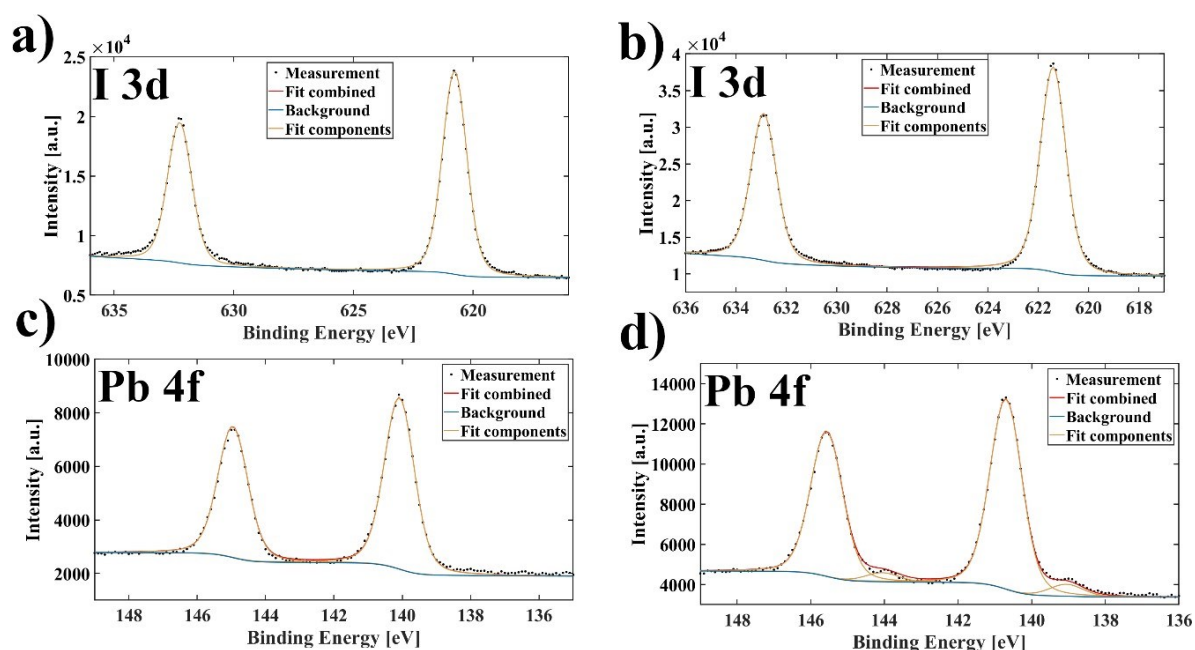 a)
×10⁴
I 3d
Measurement
Fit combined
Background
Fit components
2.5
2
1.5
1
0.5
Intensity [a.u.]
635 630 625 620
Binding Energy [eV]
b)
×10⁴
I 3d
Measurement
Fit combined
Background
Fit components
4
3.5
3
2.5
2
1.5
1
Intensity [a.u.]
636 634 632 630 628 626 624 622 620 618
Binding Energy [eV]
c)
Pb 4f
Measurement
Fit combined
Background
Fit components
10000
8000
6000
4000
2000
Intensity [a.u.]
148 146 144 142 140 138 136
Binding Energy [eV]
d)
Pb 4f
Measurement
Fit combined
Background
Fit components
14000
12000
10000
8000
6000
4000
Intensity [a.u.]
148 146 144 142 140 138 136
Binding Energy [eV]